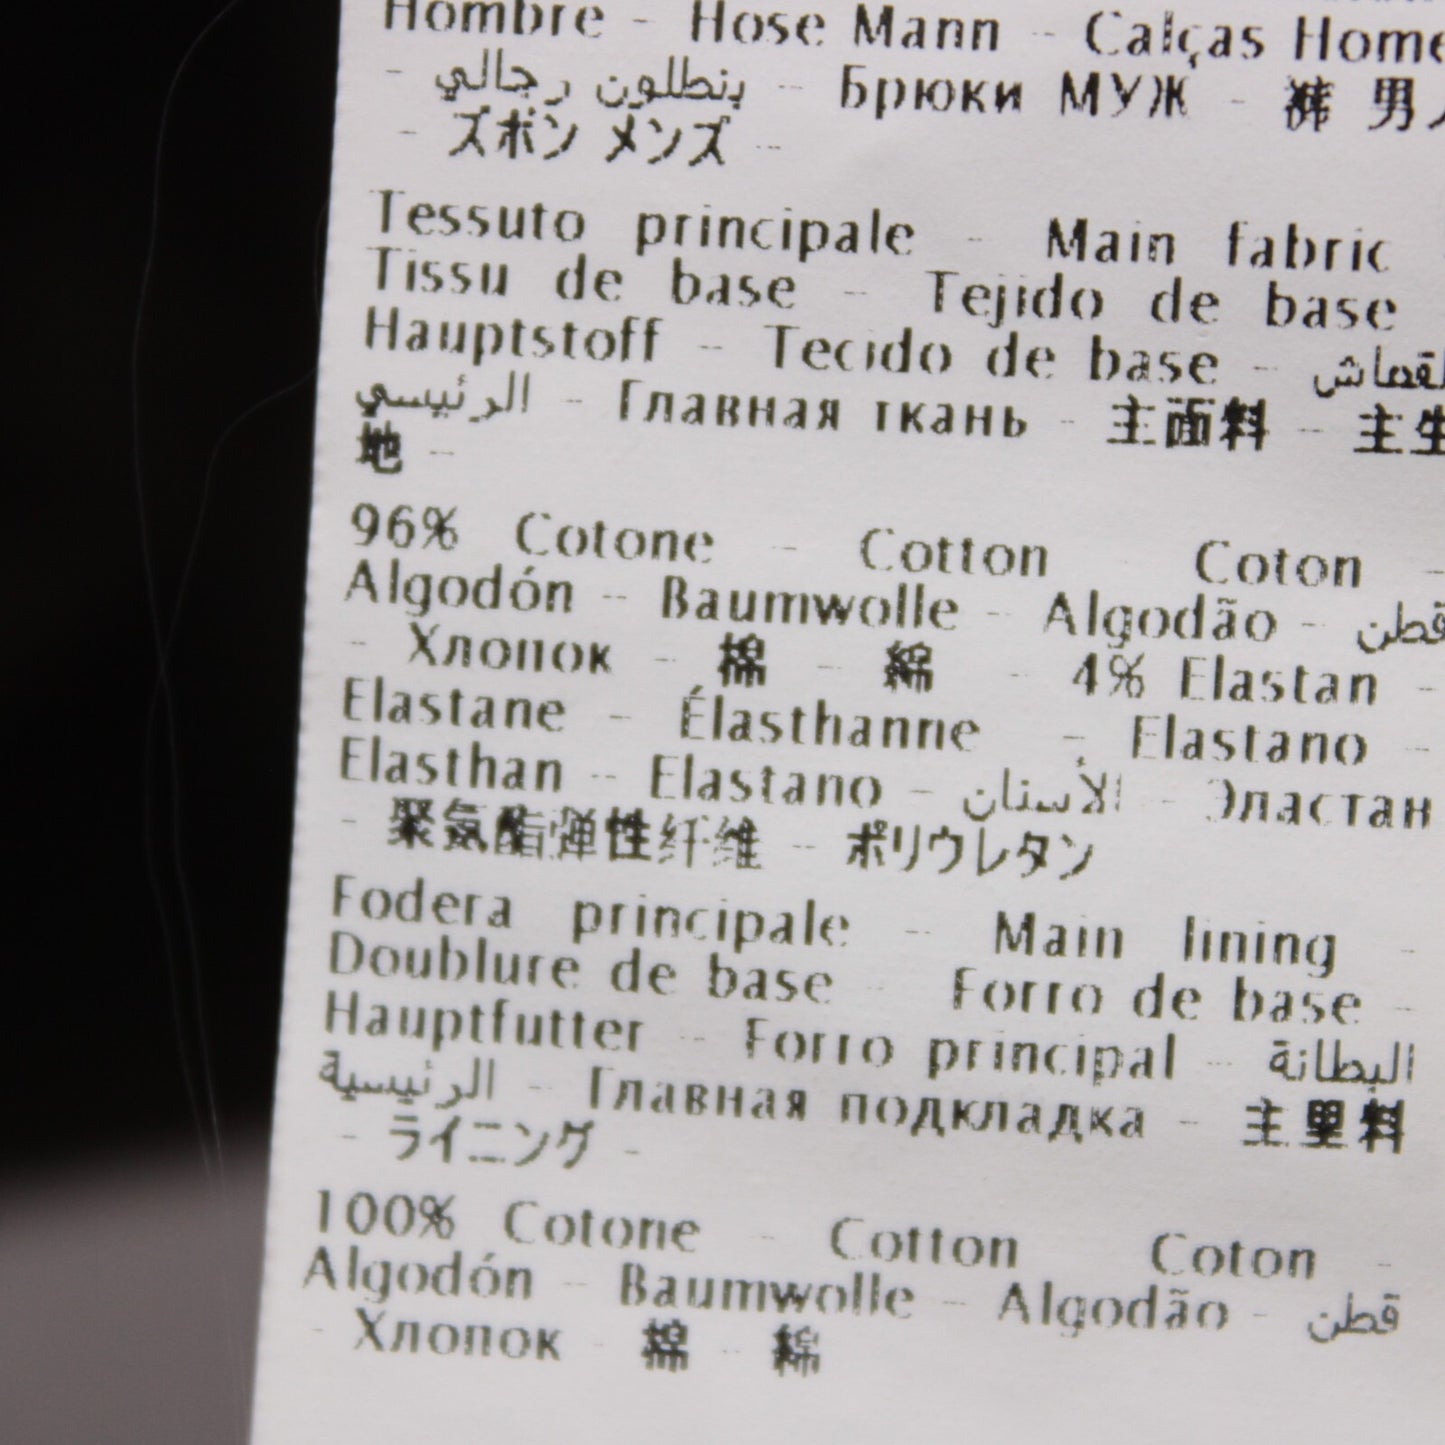 Hombre - Hose Mann - Calças Home
- بنطلون رجالي - Брюки МУЖ - 裤 男
- ズボン メンズ -
Tessuto principale - Main fabric -
Tissu de base - Tejido de base
Hauptstoff - Tecido de base - القماش
الرئيسي - Главная ткань - 主面料 - 主生
地 -
96% Cotone - Cotton Coton -
Algodón - Baumwolle - Algodão - قطن
- Хлопок - 棉 - 綿 - 4% Elastan -
Elastane - Élasthanne - Elastano -
Elasthan - Elastano - الأستان - Эластан
- 聚氨酯弹性纤维 - ポリウレタン
Fodera principale - Main lining -
Doublure de base - Forro de base -
Hauptfutter - Forro principal - البطانة
الرئيسية - Главная подкладка - 主里料
- ライニング -
100% Cotone - Cotton Coton -
Algodón - Baumwolle - Algodão - قطن
- Хлопок - 棉 - 綿